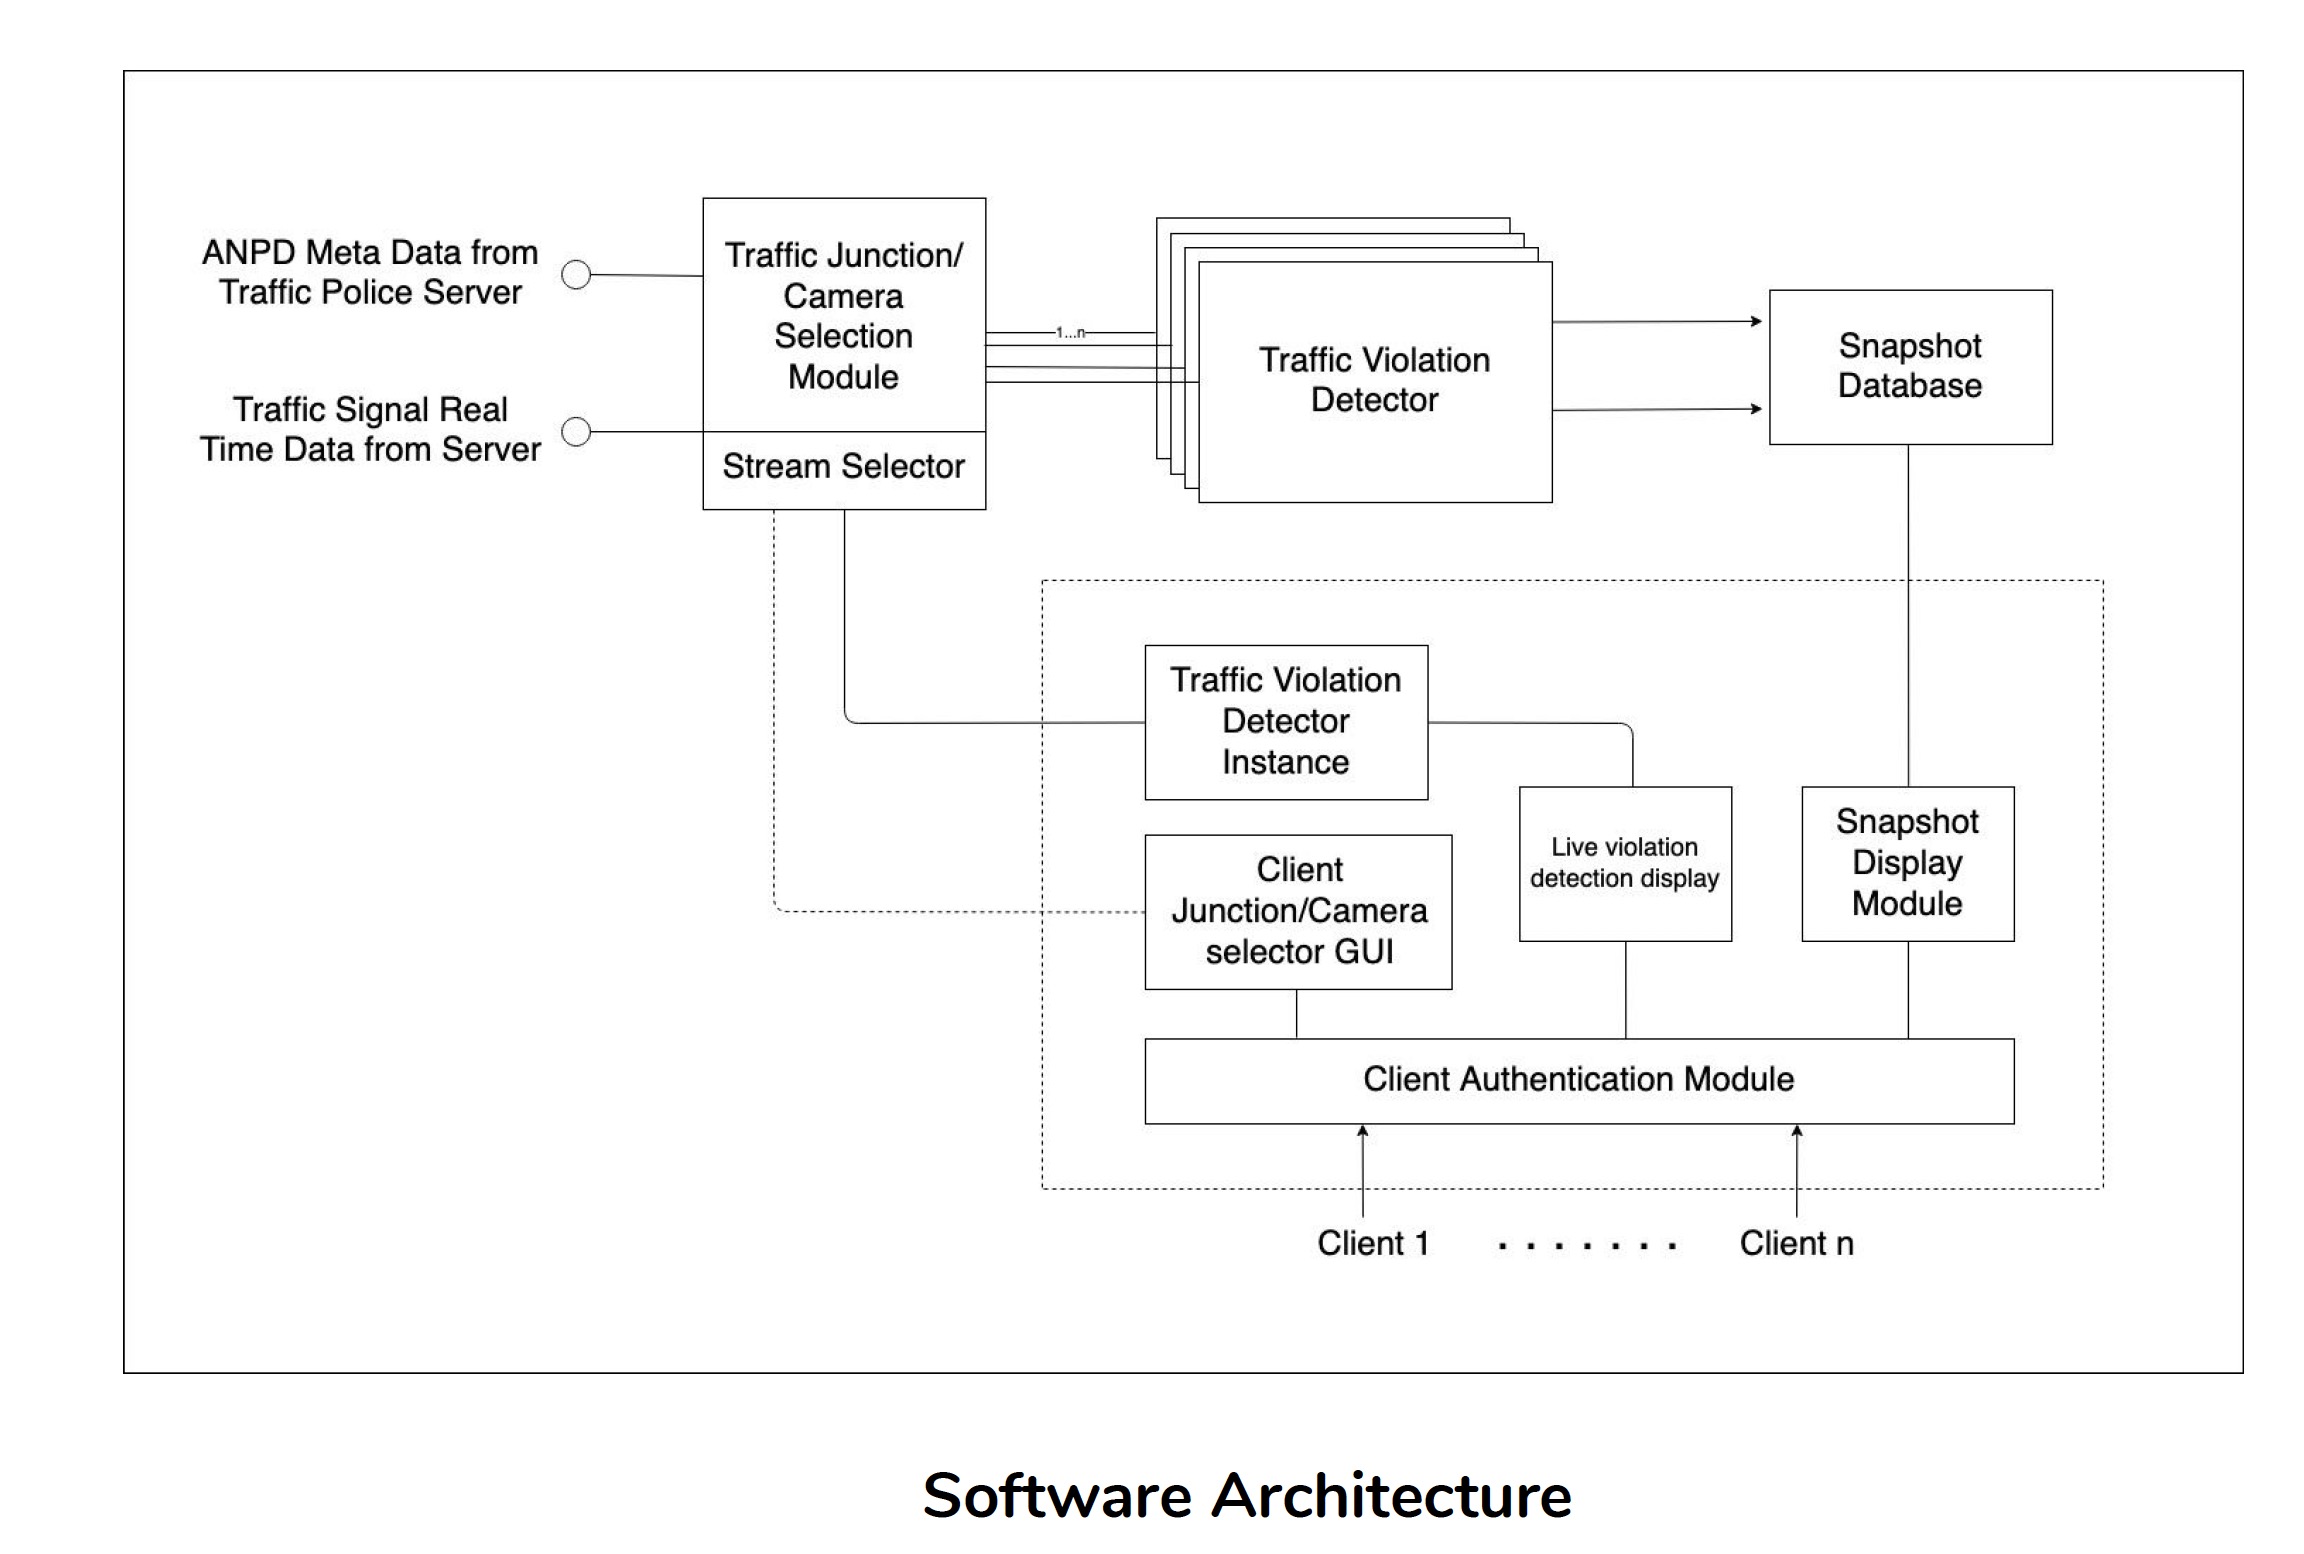 ANPD Meta Data from
Traffic Police Server
Traffic Signal Real
Time Data from Server
Traffic Junction/
Camera
Selection
Module
Stream Selector
1...n
Traffic Violation
Detector
Snapshot
Database
Traffic Violation
Detector
Instance
Client
Junction/Camera
selector GUI
Live violation
detection display
Snapshot
Display
Module
Client Authentication Module
Client 1 . . . . . . . Client n
Software Architecture